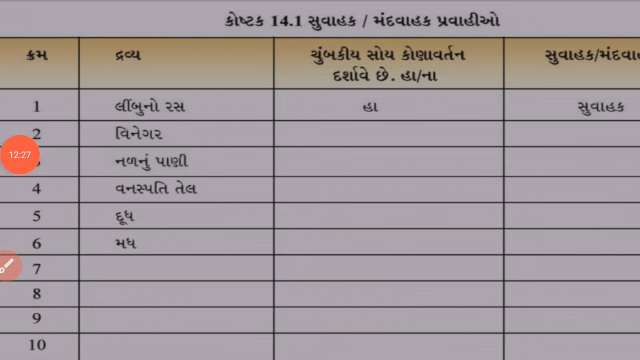 કોષ્ટક 14.1 સુવાહક / મંદવાહક પ્રવાહીઓ
ક્રમ દ્રવ્ય ચુંબકીય સોય કોણાવર્તન દર્શાવે છે. હા/ના સુવાહક/મંદવાહ
1 લીંબુનો રસ હા સુવાહક
2 વિનેગર
12:27 નળનું પાણી
4 વનસ્પતિ તેલ
5 દૂધ
6 મધ
7
8
9
10